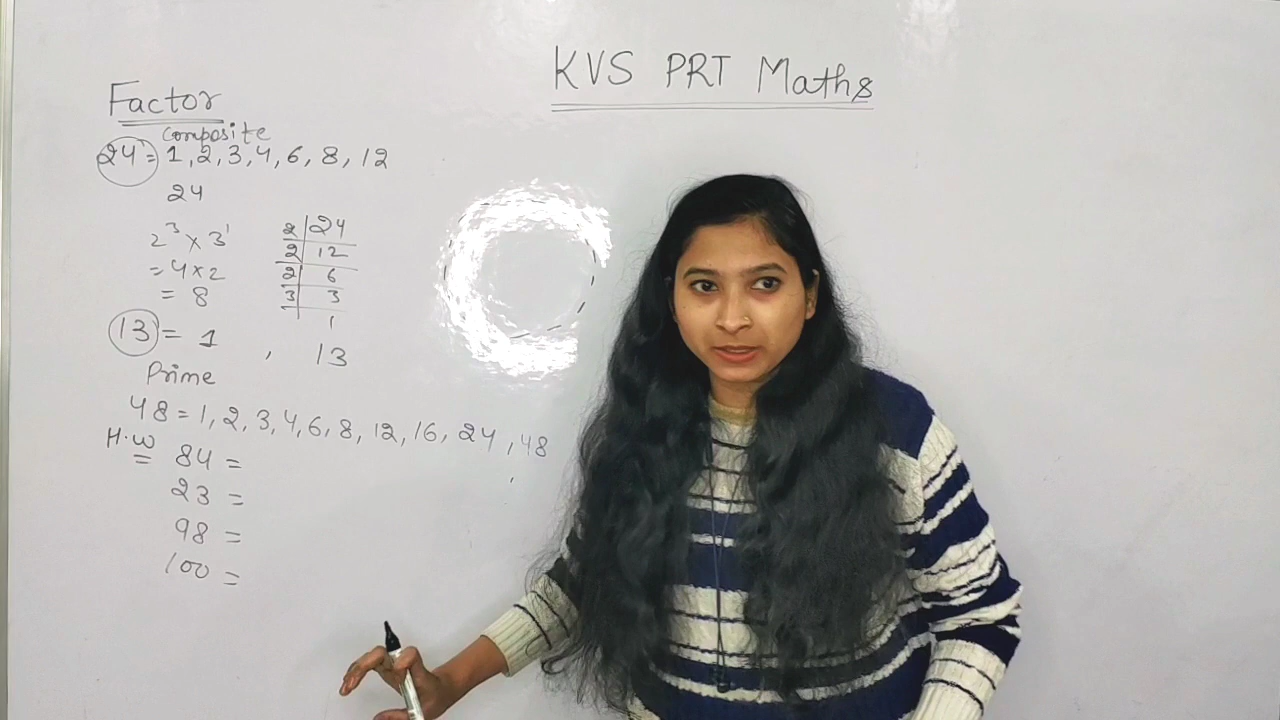 KVS PRT Maths
Factor
Composite
24 = 1, 2, 3, 4, 6, 8, 12
24
2³ × 3¹
= 4×2
= 8
2 | 24
2 | 12
2 | 6
3 | 3
1
13 = 1 , 13
Prime
48 = 1, 2, 3, 4, 6, 8, 12, 16, 24, 48
H.W
84 =
23 =
98 =
100 =